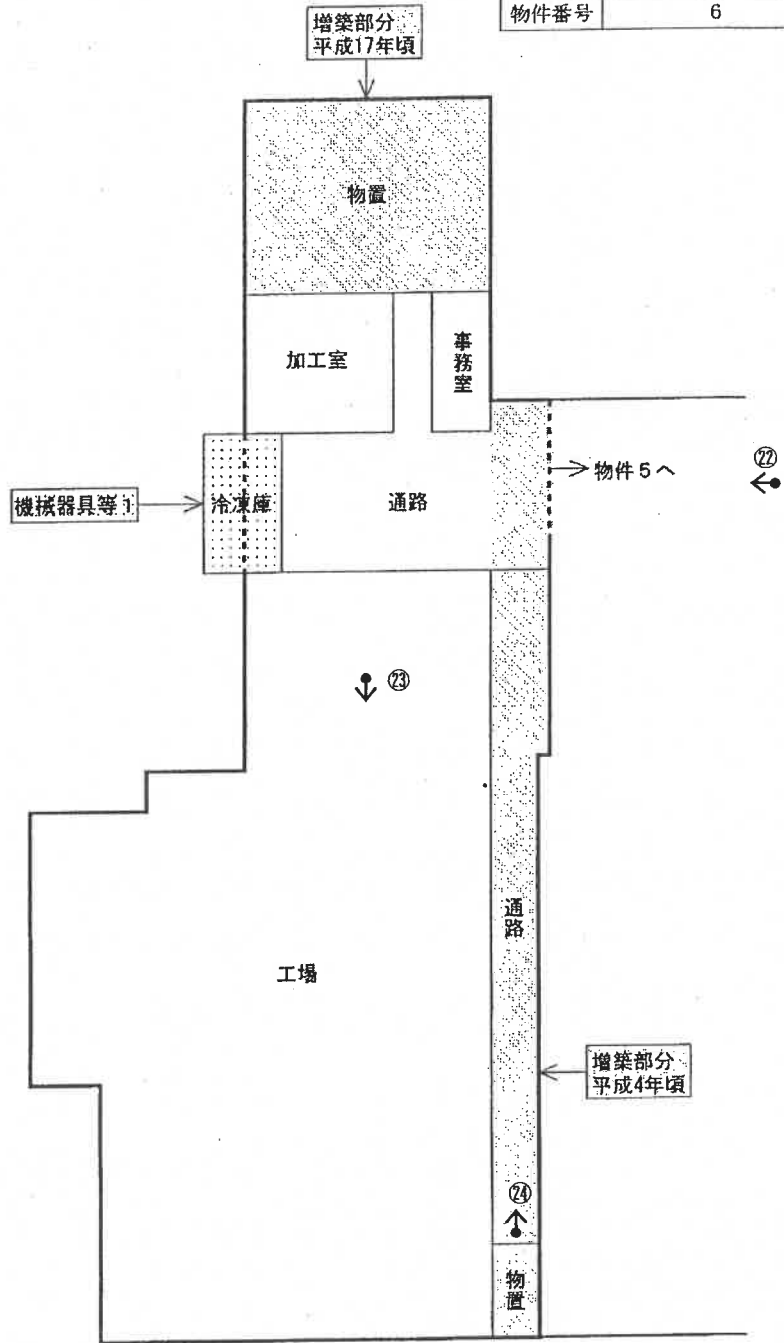 物件番号 6
増築部分
平成17年頃
物置
加工室
事務室
物件5へ
㉒
機械器具等1
冷凍庫
通路
㉓
通路
工場
増築部分
平成4年頃
㉔
物置